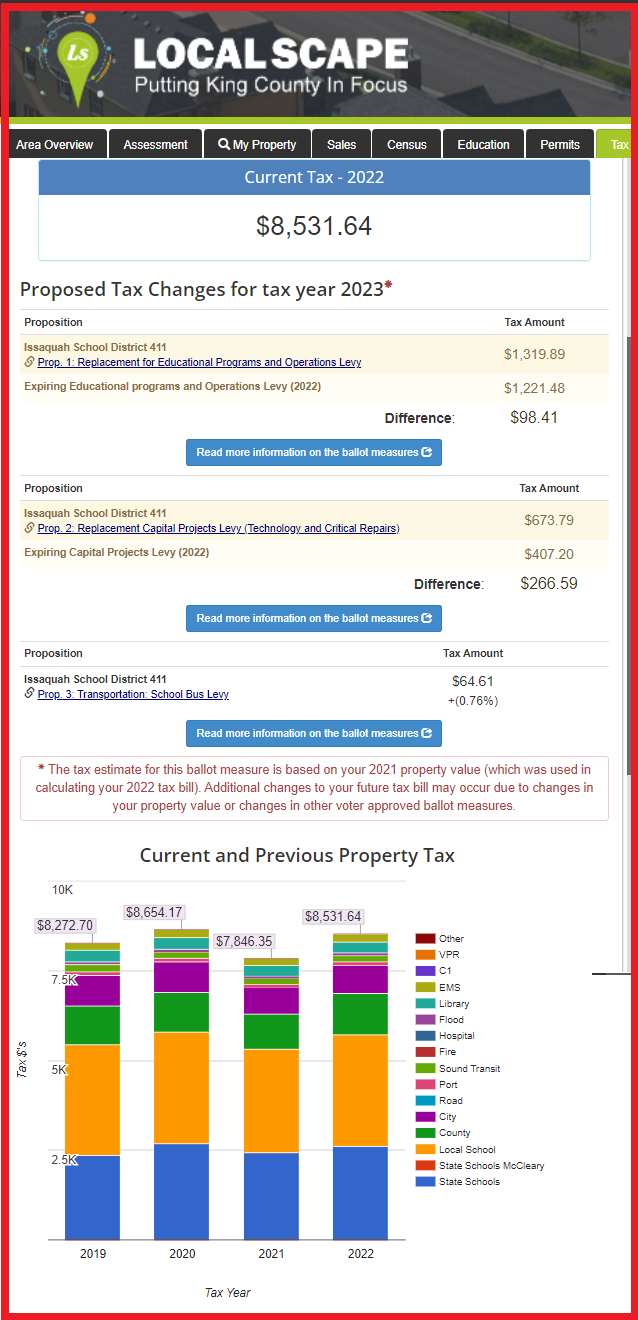 Ls
LOCALSCAPE
Putting King County In Focus
Area Overview Assessment My Property Sales Census Education Permits Tax
Current Tax - 2022
$8,531.64
Proposed Tax Changes for tax year 2023*
Proposition Tax Amount
Issaquah School District 411
Prop. 1: Replacement for Educational Programs and Operations Levy $1,319.89
Expiring Educational programs and Operations Levy (2022) $1,221.48
Difference: $98.41
Read more information on the ballot measures
Proposition Tax Amount
Issaquah School District 411
Prop. 2: Replacement Capital Projects Levy (Technology and Critical Repairs) $673.79
Expiring Capital Projects Levy (2022) $407.20
Difference: $266.59
Read more information on the ballot measures
Proposition Tax Amount
Issaquah School District 411 $64.61
Prop. 3: Transportation: School Bus Levy +(0.76%)
Read more information on the ballot measures
* The tax estimate for this ballot measure is based on your 2021 property value (which was used in
calculating your 2022 tax bill). Additional changes to your future tax bill may occur due to changes in
your property value or changes in other voter approved ballot measures.
Current and Previous Property Tax
10K
$8,272.70 $8,654.17 $7,846.35 $8,531.64
7.5K
5K
2.5K
Tax $'s
2019 2020 2021 2022
Tax Year
Other
VPR
C1
EMS
Library
Flood
Hospital
Fire
Sound Transit
Port
Road
City
County
Local School
State Schools McCleary
State Schools